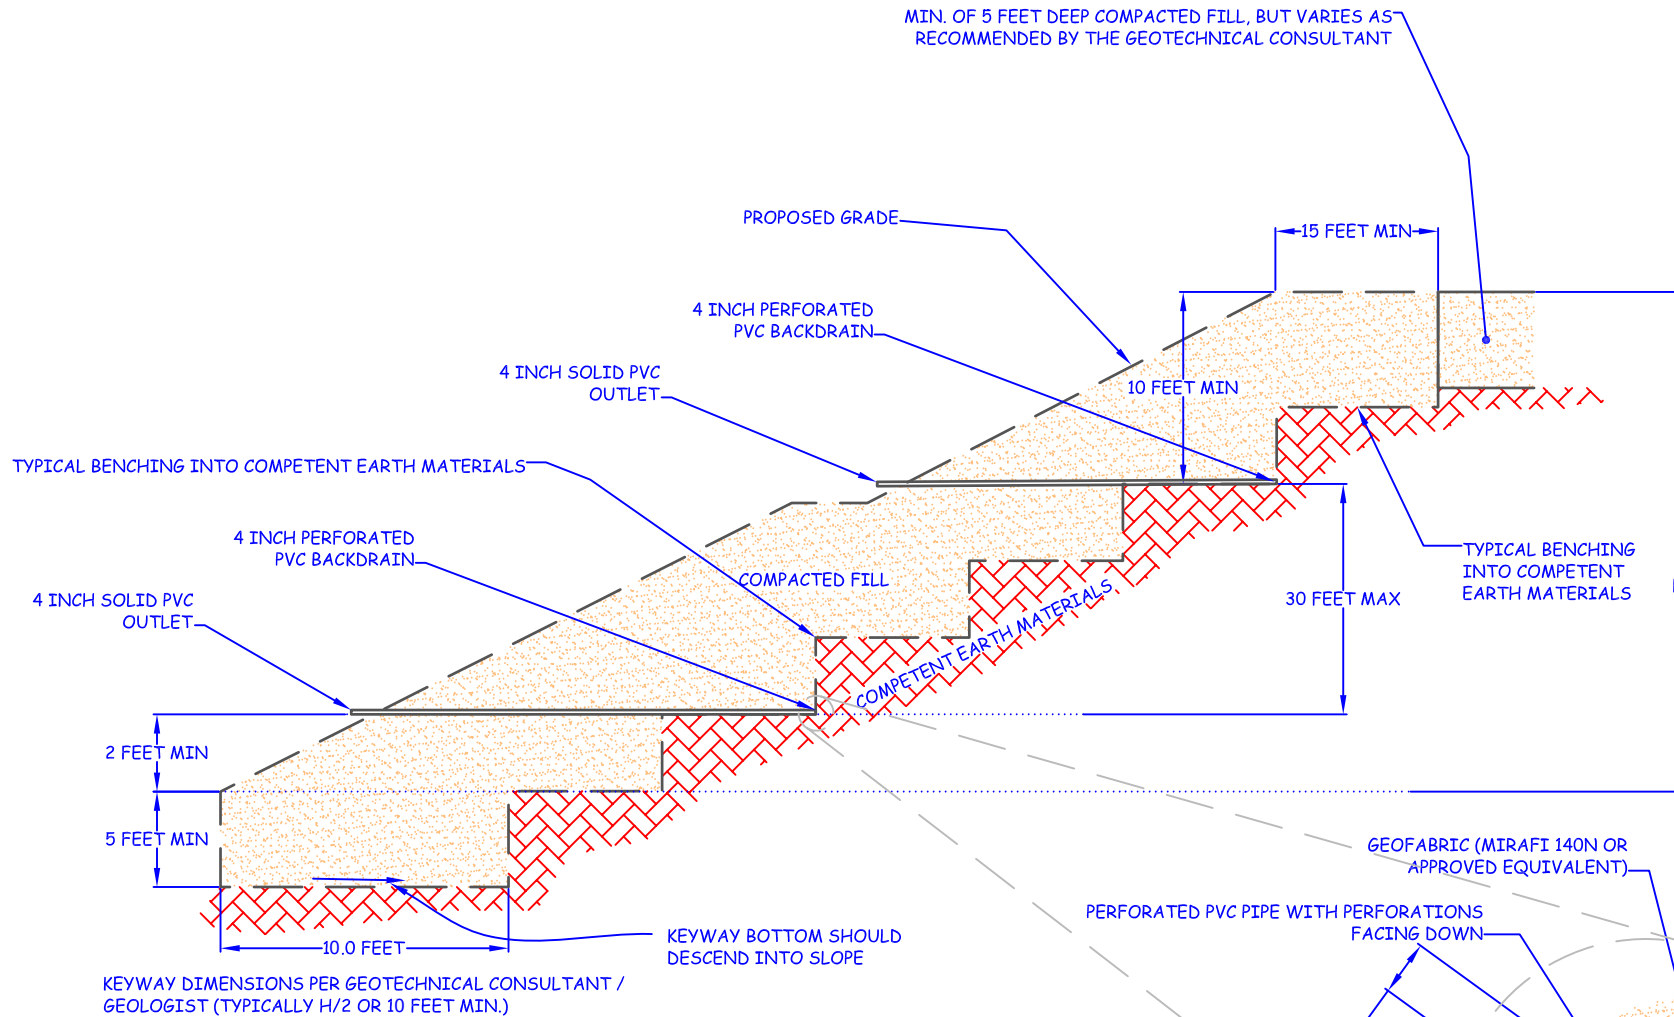 MIN. OF 5 FEET DEEP COMPACTED FILL, BUT VARIES AS
RECOMMENDED BY THE GEOTECHNICAL CONSULTANT
PROPOSED GRADE
15 FEET MIN
4 INCH PERFORATED
PVC BACKDRAIN
4 INCH SOLID PVC
OUTLET
10 FEET MIN
TYPICAL BENCHING INTO COMPETENT EARTH MATERIALS
4 INCH PERFORATED
PVC BACKDRAIN
COMPACTED FILL
TYPICAL BENCHING
INTO COMPETENT
EARTH MATERIALS
30 FEET MAX
4 INCH SOLID PVC
OUTLET
COMPETENT EARTH MATERIALS
2 FEET MIN
5 FEET MIN
GEOFABRIC (MIRAFI 140N OR
APPROVED EQUIVALENT)
PERFORATED PVC PIPE WITH PERFORATIONS
FACING DOWN
10.0 FEET
KEYWAY BOTTOM SHOULD
DESCEND INTO SLOPE
KEYWAY DIMENSIONS PER GEOTECHNICAL CONSULTANT /
GEOLOGIST (TYPICALLY H/2 OR 10 FEET MIN.)